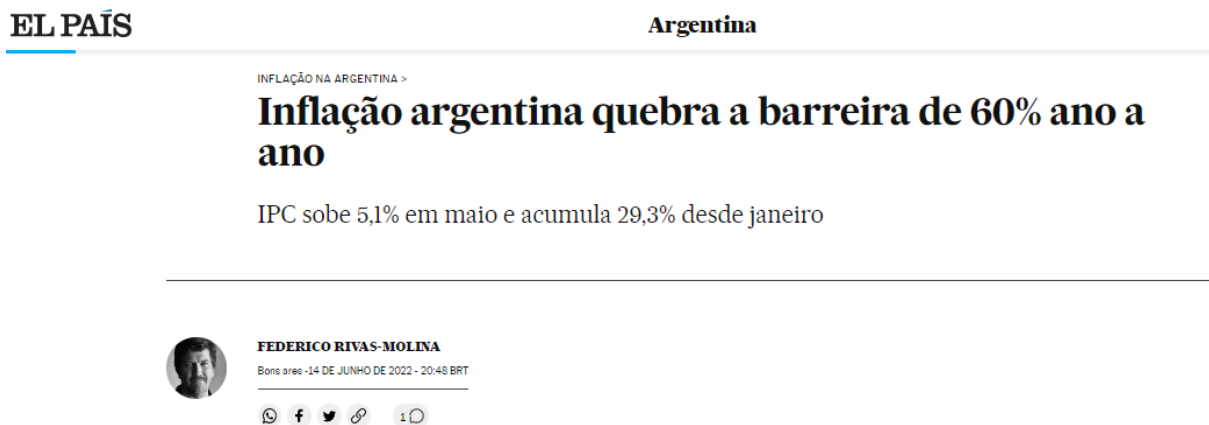 EL PAÍS
Argentina
INFLAÇÃO NA ARGENTINA >
Inflação argentina quebra a barreira de 60% ano a
ano
IPC sobe 5,1% em maio e acumula 29,3% desde janeiro
FEDERICO RIVAS-MOLINA
Bons ares -14 DE JUNHO DE 2022 - 20:48 BRT
1